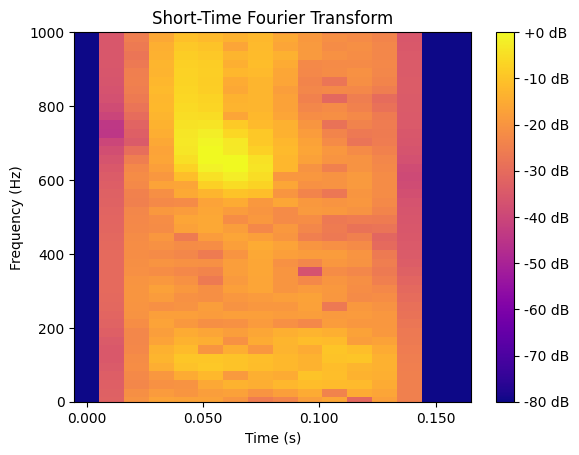 Short-Time Fourier Transform
1000
800
600
400
200
0
Frequency (Hz)
0.000
0.050
0.100
0.150
Time (s)
+0 dB
-10 dB
-20 dB
-30 dB
-40 dB
-50 dB
-60 dB
-70 dB
-80 dB